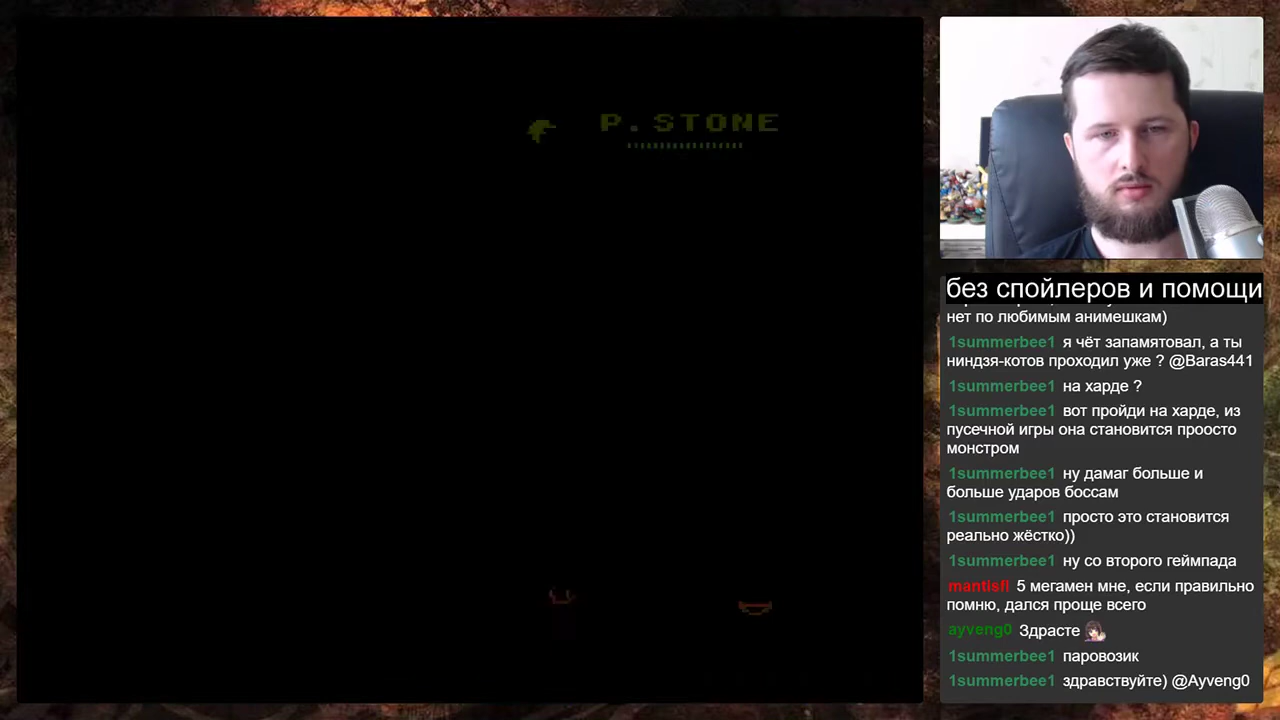 P.STONE
без спойлеров и помощи
нет по любимым анимешкам)
1summerbee1 я чёт запамятовал, а ты
ниндзя-котов проходил уже ? @Baras441
1summerbee1 на харде ?
1summerbee1 вот пройди на харде, из
пусечной игры она становится проосто
монстром
1summerbee1 ну дамаг больше и
больше ударов боссам
1summerbee1 просто это становится
реально жёстко))
1summerbee1 ну со второго геймпада
mantisfl 5 мегамен мне, если правильно
помню, дался проще всего
ayveng0 Здрасте
1summerbee1 паровозик
1summerbee1 здравствуйте) @Ayveng0